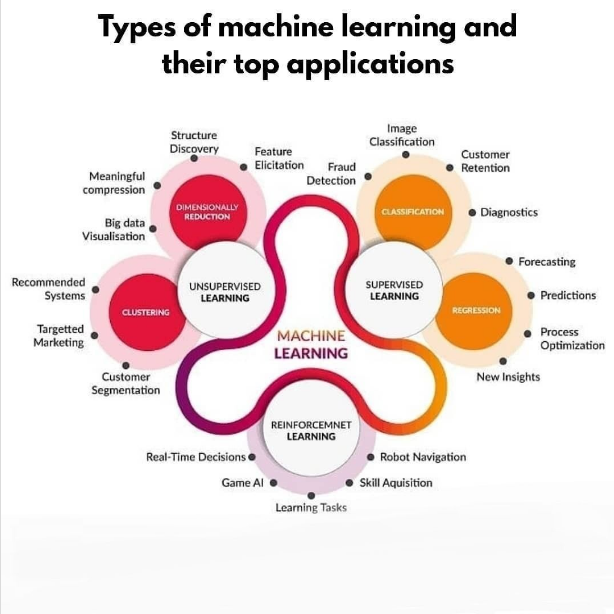 Types of machine learning and
their top applications
Structure
Discovery
Feature
Elicitation
Meaningful
compression
Big data
Visualisation
DIMENSIONALLY
REDUCTION
UNSUPERVISED
LEARNING
Recommended
Systems
Targetted
Marketing
Customer
Segmentation
CLUSTERING
Image
Classification
Fraud
Detection
Customer
Retention
Diagnostics
CLASSIFICATION
SUPERVISED
LEARNING
REGRESSION
Forecasting
Predictions
Process
Optimization
New Insights
MACHINE
LEARNING
REINFORCEMNET
LEARNING
Real-Time Decisions
Game AI
Learning Tasks
Skill Aquisition
Robot Navigation